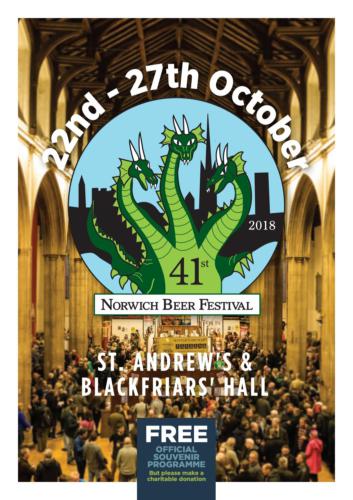 22nd - 27th October
2018
41st
NORWICH BEER FESTIVAL
ST. ANDREW'S &
BLACKFRIARS' HALL
FREE
OFFICIAL
SOUVENIR
PROGRAMME
But please make a
charitable donation